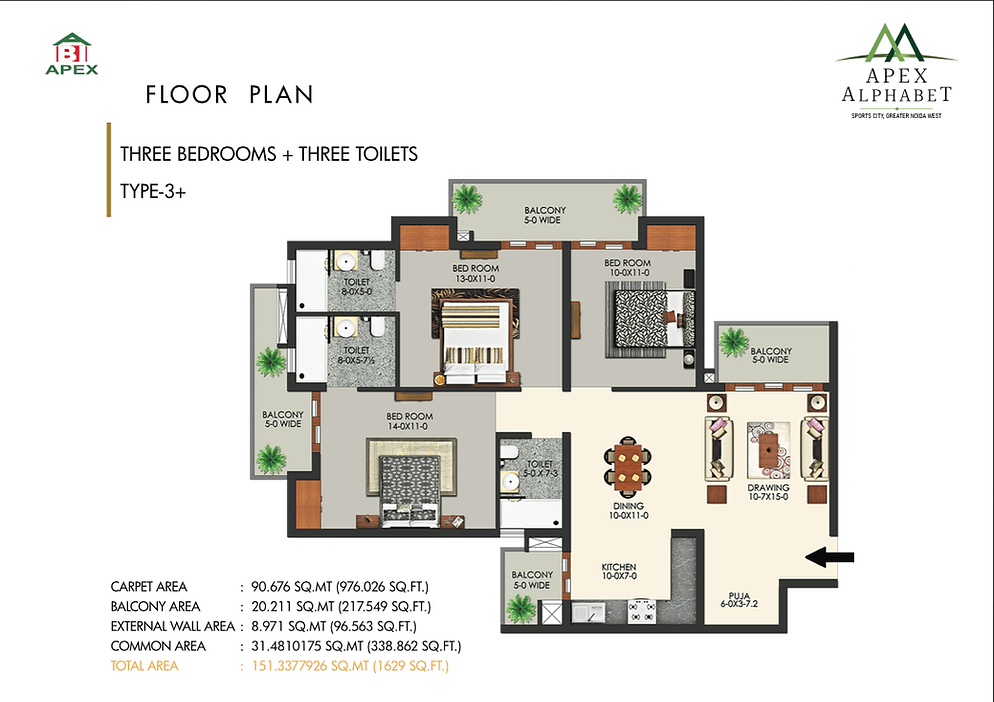 ABI
APEX
APEX
ALPHABET
SPORTS CITY, GREATER NOIDA WEST
FLOOR PLAN
THREE BEDROOMS + THREE TOILETS
TYPE-3+
BALCONY
5-0 WIDE
TOILET
8-0X5-0
BED ROOM
13-0X11-0
BED ROOM
10-0X11-0
TOILET
8-0X5-7½
BALCONY
5-0 WIDE
BALCONY
5-0 WIDE
BED ROOM
14-0X11-0
TOILET
5-0 X 7-3
DINING
10-0X11-0
DRAWING
10-7X15-0
BALCONY
5-0 WIDE
KITCHEN
10-0X7-0
PUJA
6-0X3-7.2
CARPET AREA : 90.676 SQ.MT (976.026 SQ.FT.)
BALCONY AREA : 20.211 SQ.MT (217.549 SQ.FT.)
EXTERNAL WALL AREA : 8.971 SQ.MT (96.563 SQ.FT.)
COMMON AREA : 31.4810175 SQ.MT (338.862 SQ.FT.)
TOTAL AREA : 151.3377926 SQ.MT (1629 SQ.FT.)